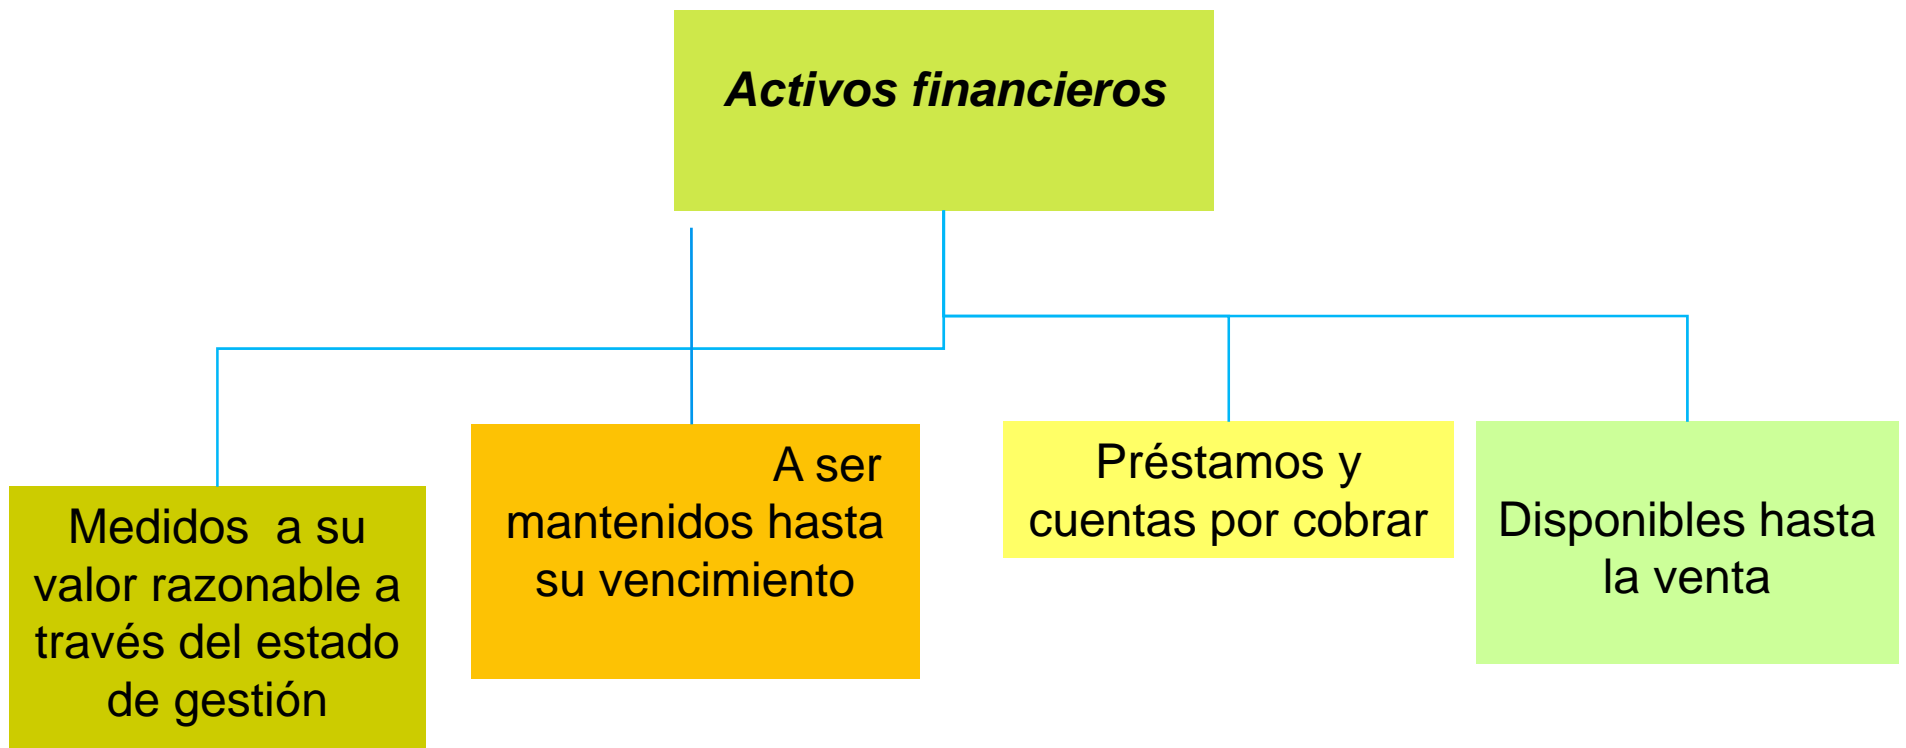 Activos financieros
Medidos  a su
valor razonable a
través del estado
de gestión
A ser
mantenidos hasta
su vencimiento
Préstamos y
cuentas por cobrar
Disponibles hasta
la venta